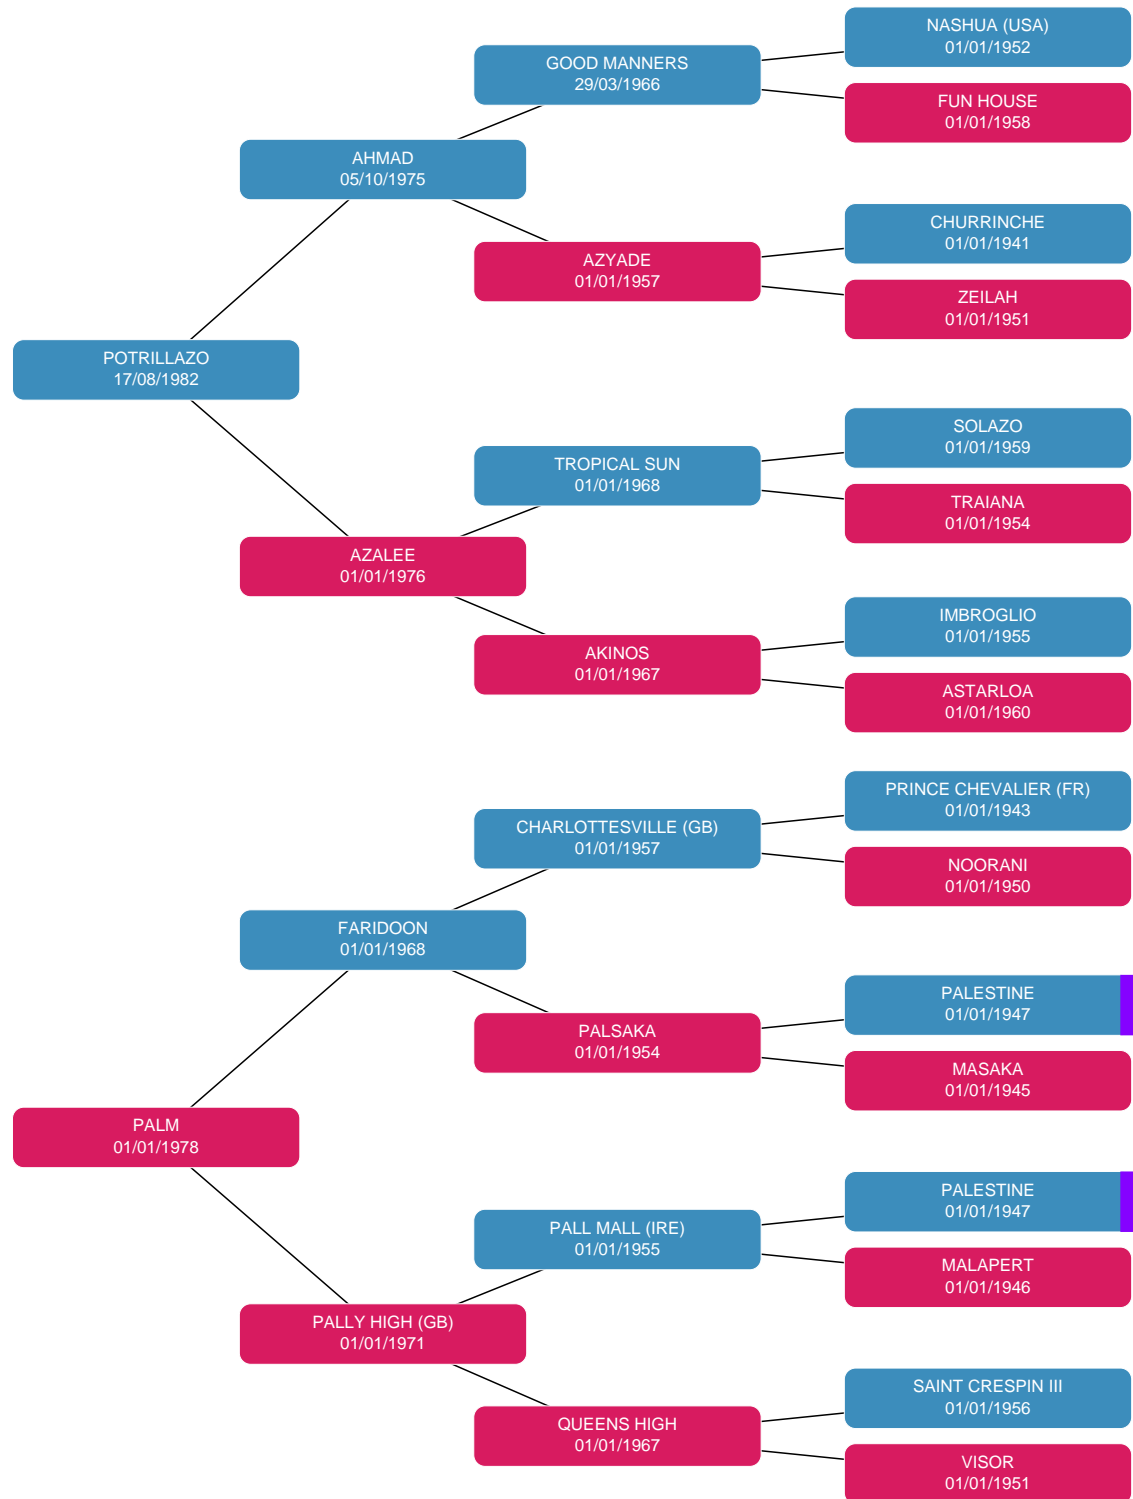 NASHUA (USA)
01/01/1952
GOOD MANNERS
29/03/1966
FUN HOUSE
01/01/1958
AHMAD
05/10/1975
CHURRINCHE
01/01/1941
AZYADE
01/01/1957
ZEILAH
01/01/1951
POTRILLAZO
17/08/1982
SOLAZO
01/01/1959
TROPICAL SUN
01/01/1968
TRAIANA
01/01/1954
AZALEE
01/01/1976
IMBROGLIO
01/01/1955
AKINOS
01/01/1967
ASTARLOA
01/01/1960
PRINCE CHEVALIER (FR)
01/01/1943
CHARLOTTESVILLE (GB)
01/01/1957
NOORANI
01/01/1950
FARIDOON
01/01/1968
PALESTINE
01/01/1947
PALSAKA
01/01/1954
MASAKA
01/01/1945
PALM
01/01/1978
PALESTINE
01/01/1947
PALL MALL (IRE)
01/01/1955
MALAPERT
01/01/1946
PALLY HIGH (GB)
01/01/1971
SAINT CRESPIN III
01/01/1956
QUEENS HIGH
01/01/1967
VISOR
01/01/1951